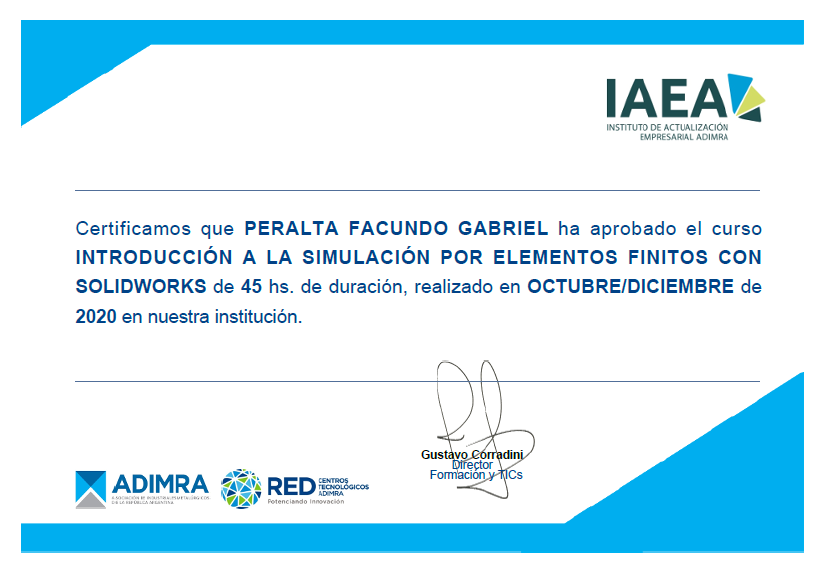 IAEA
INSTITUTO DE ACTUALIZACIÓN
EMPRESARIAL ADIMRA
Certificamos que PERALTA FACUNDO GABRIEL ha aprobado el curso
INTRODUCCIÓN A LA SIMULACIÓN POR ELEMENTOS FINITOS CON
SOLIDWORKS de 45 hs. de duración, realizado en OCTUBRE/DICIEMBRE de
2020 en nuestra institución.
Gustavo Corradini
Director
Formación y TICs
ADIMRA
ASOCIACIÓN DE INDUSTRIALES METALÚRGICOS
DE LA REPÚBLICA ARGENTINA
RED CENTROS
TECNOLÓGICOS
ADIMRA
Potenciando Innovación